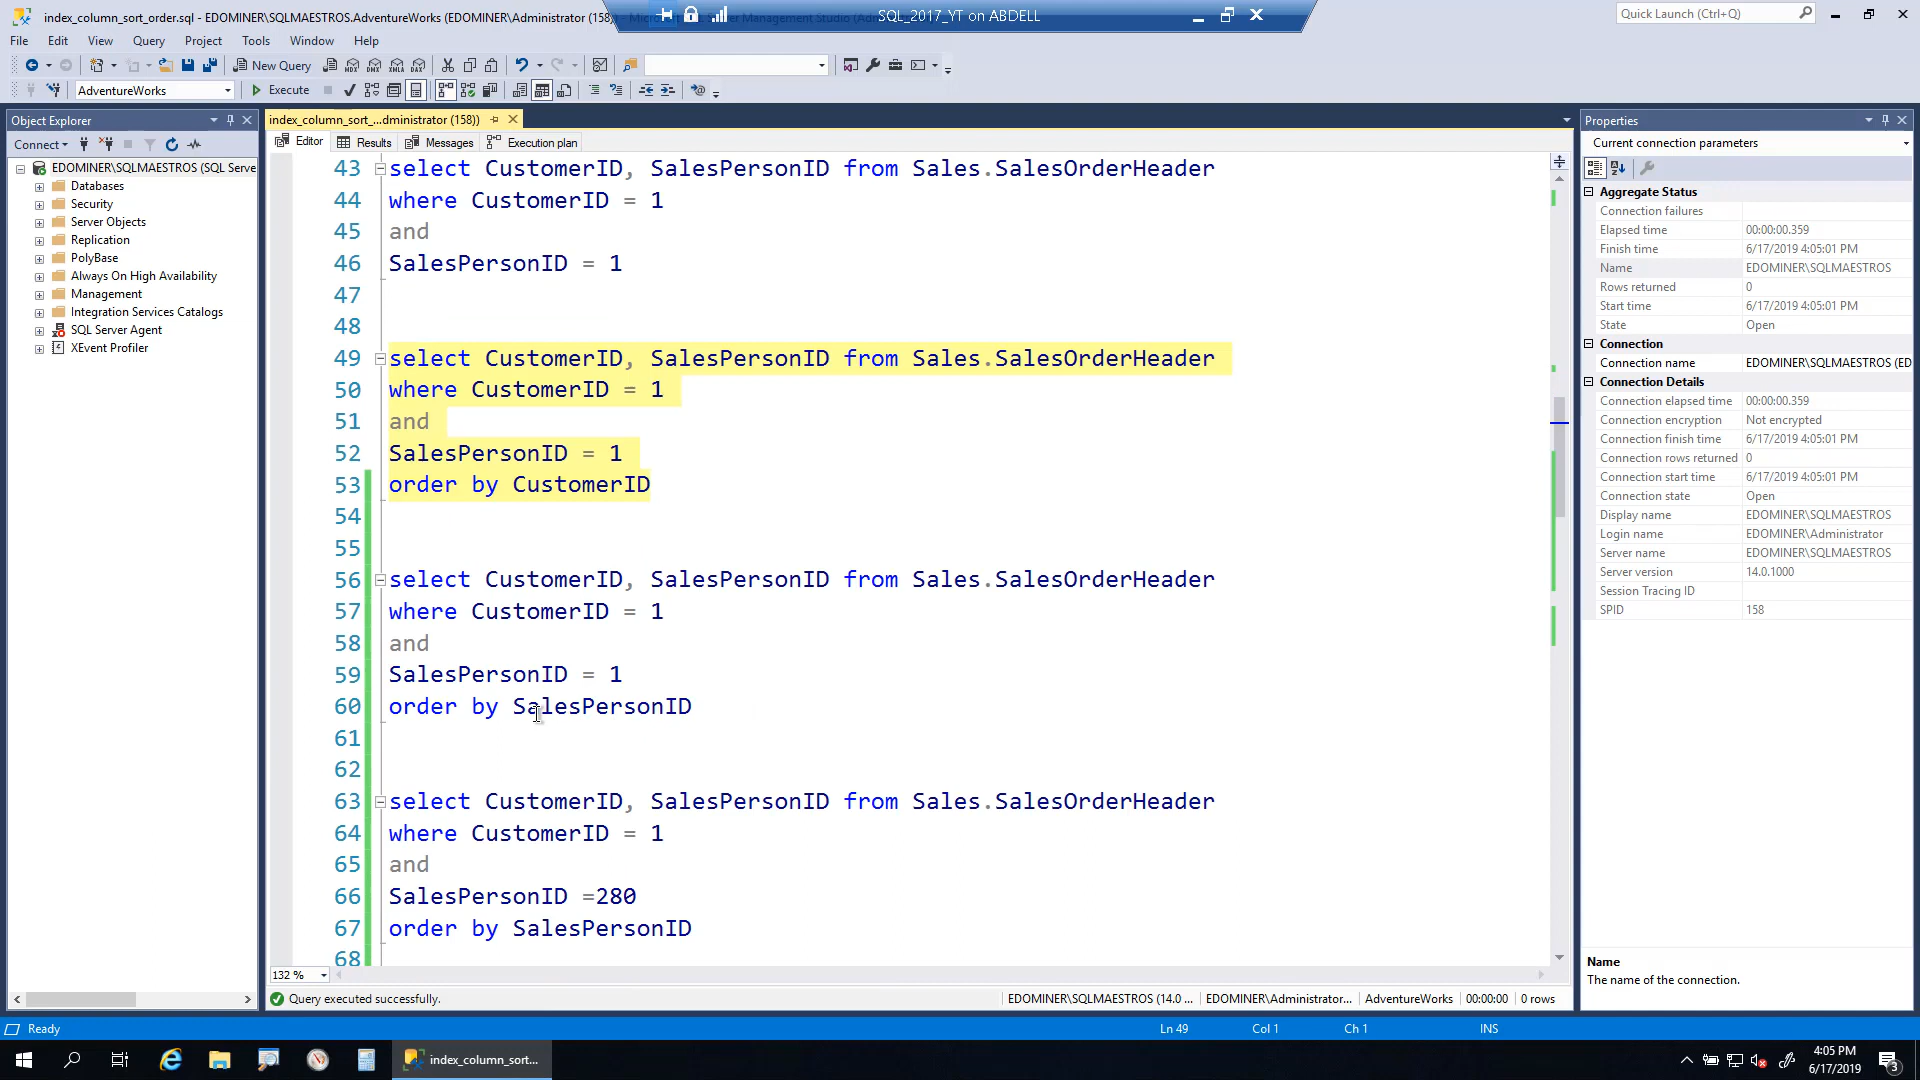 index_column_sort_order.sql - EDOMINER\SQLMAESTROS.AdventureWorks (EDOMINER\Administrator (158))
SQL_2017_YT on ABDELL
Quick Launch (Ctrl+Q)
File Edit View Query Project Tools Window Help
New Query
AdventureWorks
Execute
Object Explorer
Connect
EDOMINER\SQLMAESTROS (SQL Serve
Databases
Security
Server Objects
Replication
PolyBase
Always On High Availability
Management
Integration Services Catalogs
SQL Server Agent
XEvent Profiler
index_column_sort_...dministrator (158))
Editor Results Messages Execution plan
43 select CustomerID, SalesPersonID from Sales.SalesOrderHeader
44 where CustomerID = 1
45 and
46 SalesPersonID = 1
47
48
49 select CustomerID, SalesPersonID from Sales.SalesOrderHeader
50 where CustomerID = 1
51 and
52 SalesPersonID = 1
53 order by CustomerID
54
55
56 select CustomerID, SalesPersonID from Sales.SalesOrderHeader
57 where CustomerID = 1
58 and
59 SalesPersonID = 1
60 order by SalesPersonID
61
62
63 select CustomerID, SalesPersonID from Sales.SalesOrderHeader
64 where CustomerID = 1
65 and
66 SalesPersonID =280
67 order by SalesPersonID
68
132 %
Query executed successfully. EDOMINER\SQLMAESTROS (14.0 ... EDOMINER\Administrator... AdventureWorks 00:00:00 0 rows
Properties
Current connection parameters
Aggregate Status
Connection failures
Elapsed time 00:00:00.359
Finish time 6/17/2019 4:05:01 PM
Name EDOMINER\SQLMAESTROS
Rows returned 0
Start time 6/17/2019 4:05:01 PM
State Open
Connection
Connection name EDOMINER\SQLMAESTROS (ED
Connection Details
Connection elapsed time 00:00:00.359
Connection encryption Not encrypted
Connection finish time 6/17/2019 4:05:01 PM
Connection rows returned 0
Connection start time 6/17/2019 4:05:01 PM
Connection state Open
Display name EDOMINER\SQLMAESTROS
Login name EDOMINER\Administrator
Server name EDOMINER\SQLMAESTROS
Server version 14.0.1000
Session Tracing ID
SPID 158
Name
The name of the connection.
Ready Ln 49 Col 1 Ch 1 INS
index_column_sort...
4:05 PM
6/17/2019
3